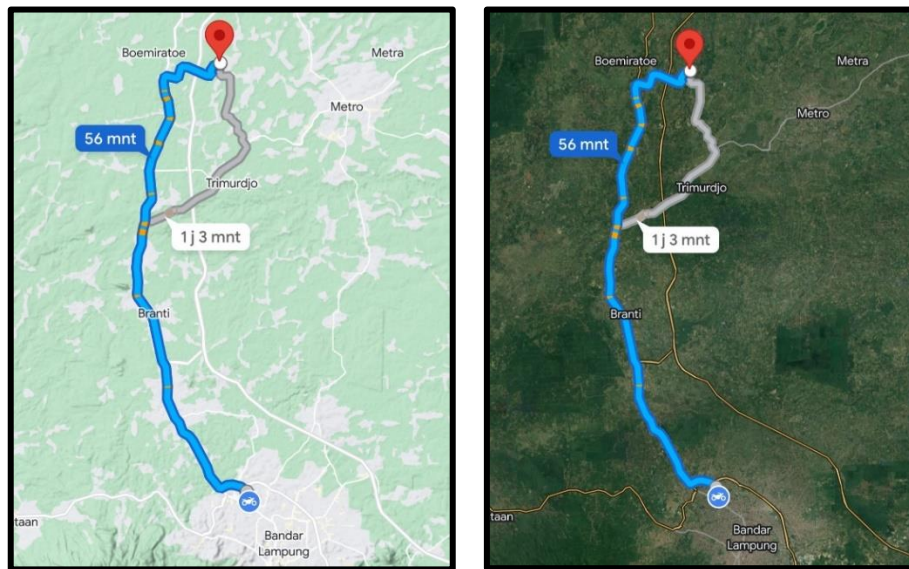 Boemiratoe
Metra
Metro
56 mnt
Trimurdjo
1 j 3 mnt
Branti
taan
Bandar
Lampung
Boemiratoe
Metra
Metro
56 mnt
Trimurdjo
1 j 3 mnt
Branti
taan
Bandar
Lampung